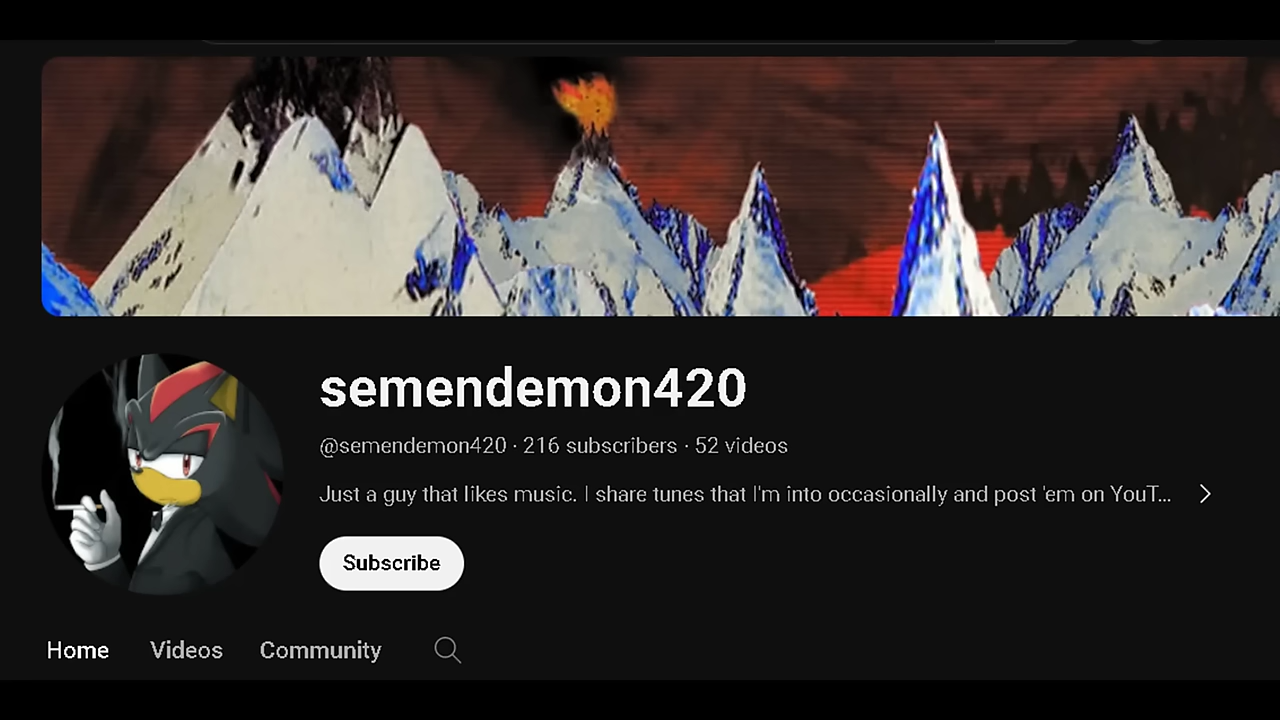 semendemon420
@semendemon420 · 216 subscribers · 52 videos
Just a guy that likes music. I share tunes that I'm into occasionally and post 'em on YouT...
Subscribe
Home Videos Community